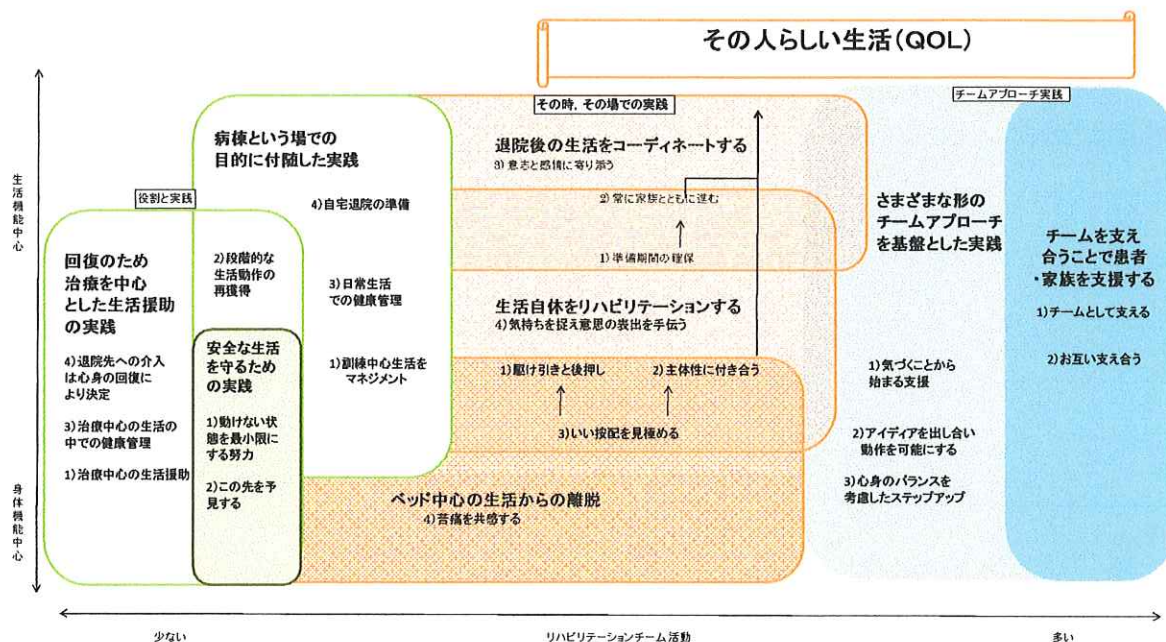 その人らしい生活(QOL)
生活機能中心
身体機能中心
役割と実践
回復のため
治療を中心
とした生活援助
の実践
4)退院先への介入
は心身の回復に
より決定
3)治療中心の生活の
中での健康管理
1)治療中心の生活援助
2)段階的な
生活動作の
再獲得
安全な生活
を守るため
の実践
1)動けない状
態を最小限に
する努力
2)この先を予
見する
病棟という場での
目的に付随した実践
4)自宅退院の準備
3)日常生活
での健康管理
1)訓練中心生活を
マネジメント
その時,その場での実践
退院後の生活をコーディネートする
3)意志と感情に寄り添う
2)常に家族とともに進む
1)準備期間の確保
生活自休をリハビリテーションする
4)気持ちを捉え意思の表出を手伝う
1)駆け引きと後押し
2)主体性に付き合う
3)いい按配を見極める
ベッド中心の生活からの離脱
4)苦痛を共感する
チームアプローチ実践
さまざまな形の
チームアプローチ
を基盤とした実践
1)気づくことから
始まる支援
2)アイディアを出し合い
動作を可能にする
3)心身のバランスを
考慮したステップアップ
チームを支え
合うことで患者
・家族を支援する
1)チームとして支える
2)お互い支え合う
少ない
リハビリテーションチーム活動
多い